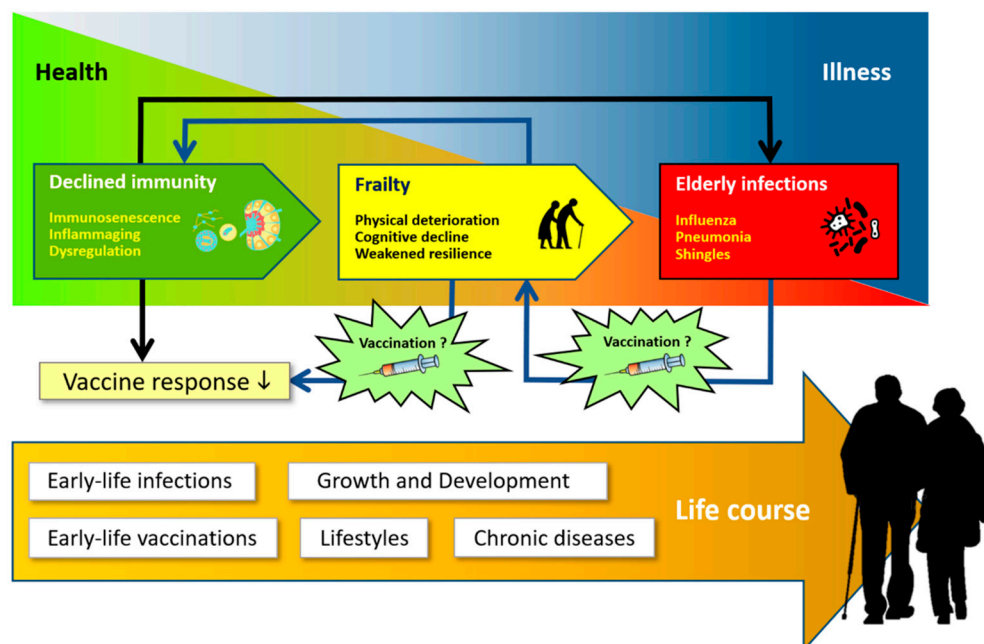 Health
Illness
Declined immunity
Immunosenescence
Inflammaging
Dysregulation
Frailty
Physical deterioration
Cognitive decline
Weakened resilience
Elderly infections
Influenza
Pneumonia
Shingles
Vaccination ?
Vaccination ?
Vaccine response ↓
Early-life infections
Growth and Development
Early-life vaccinations
Lifestyles
Chronic diseases
Life course